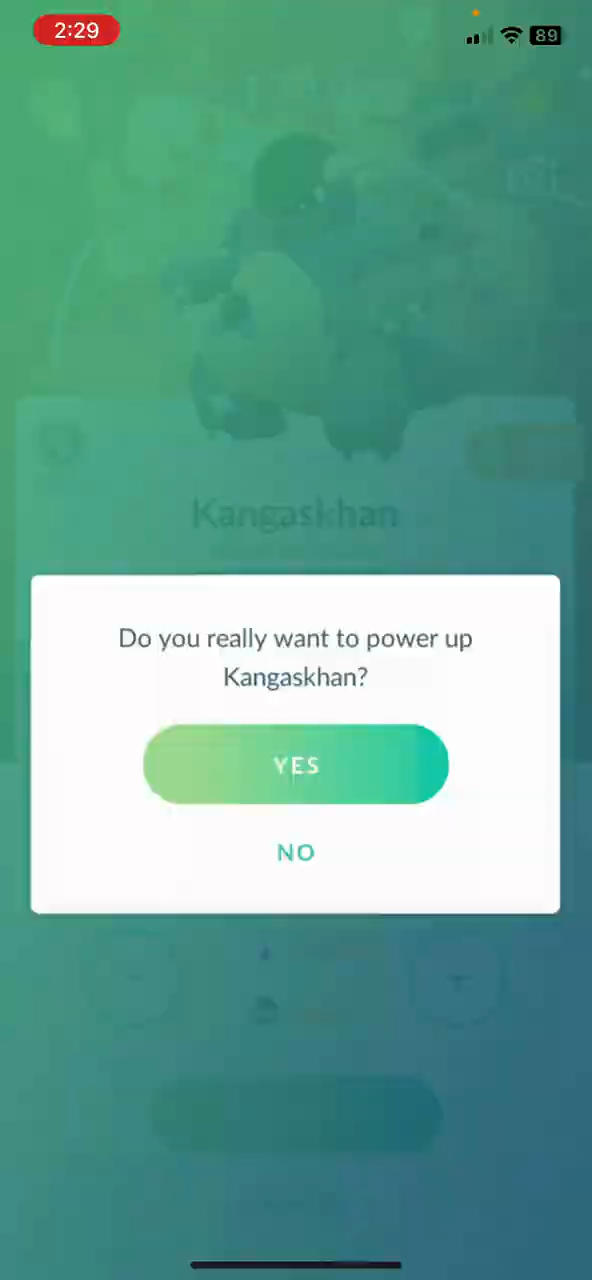 2:29
89
Kangaskhan
Do you really want to power up
Kangaskhan?
YES
NO